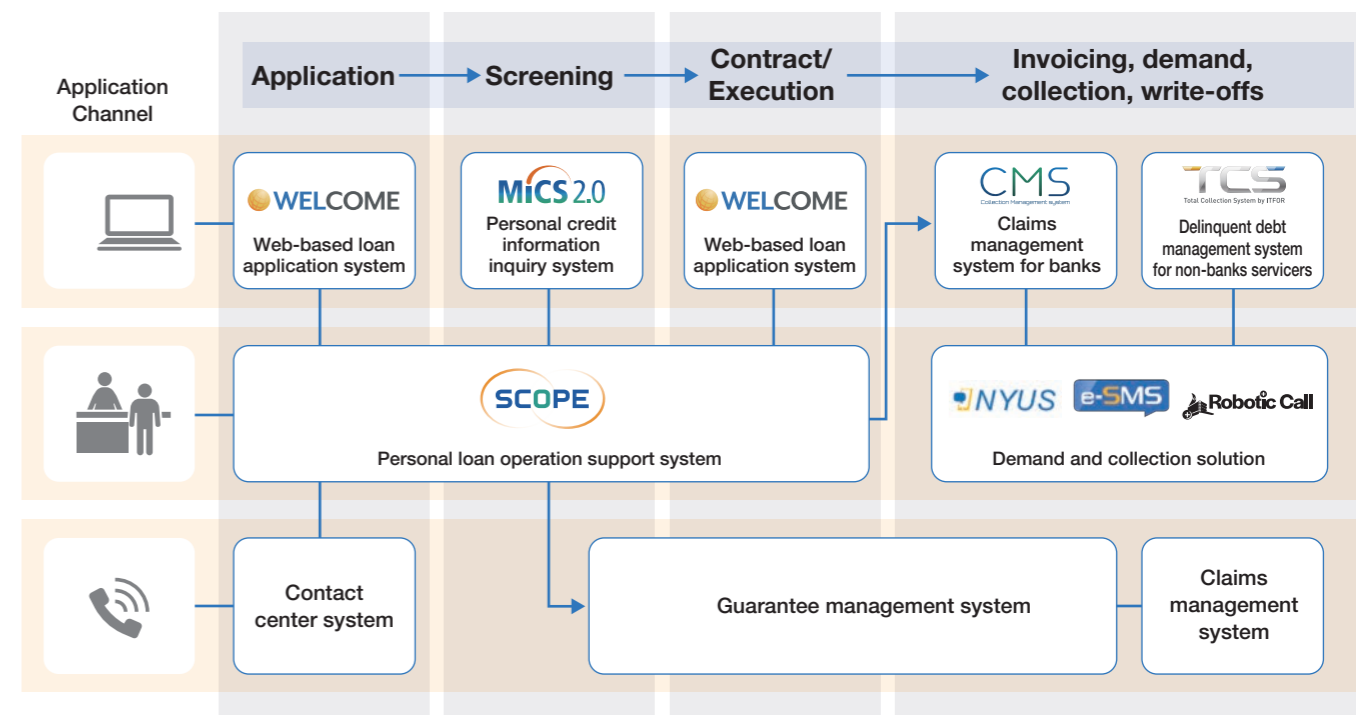 Application
Channel
Application
Screening
Contract/
Execution
Invoicing, demand,
collection, write-offs
WELCOME
Web-based loan
application system
MiCS 2.0
Personal credit
information
inquiry system
WELCOME
Web-based loan
application system
CMS
Collection Management system
Claims
management
system for banks
TCS
Total Collection System by ITFOR
Delinquent debt
management system
for non-banks servicers
SCOPE
Personal loan operation support system
NYUS
e-SMS
Robotic Call
Demand and collection solution
Contact
center system
Guarantee management system
Claims
management
system